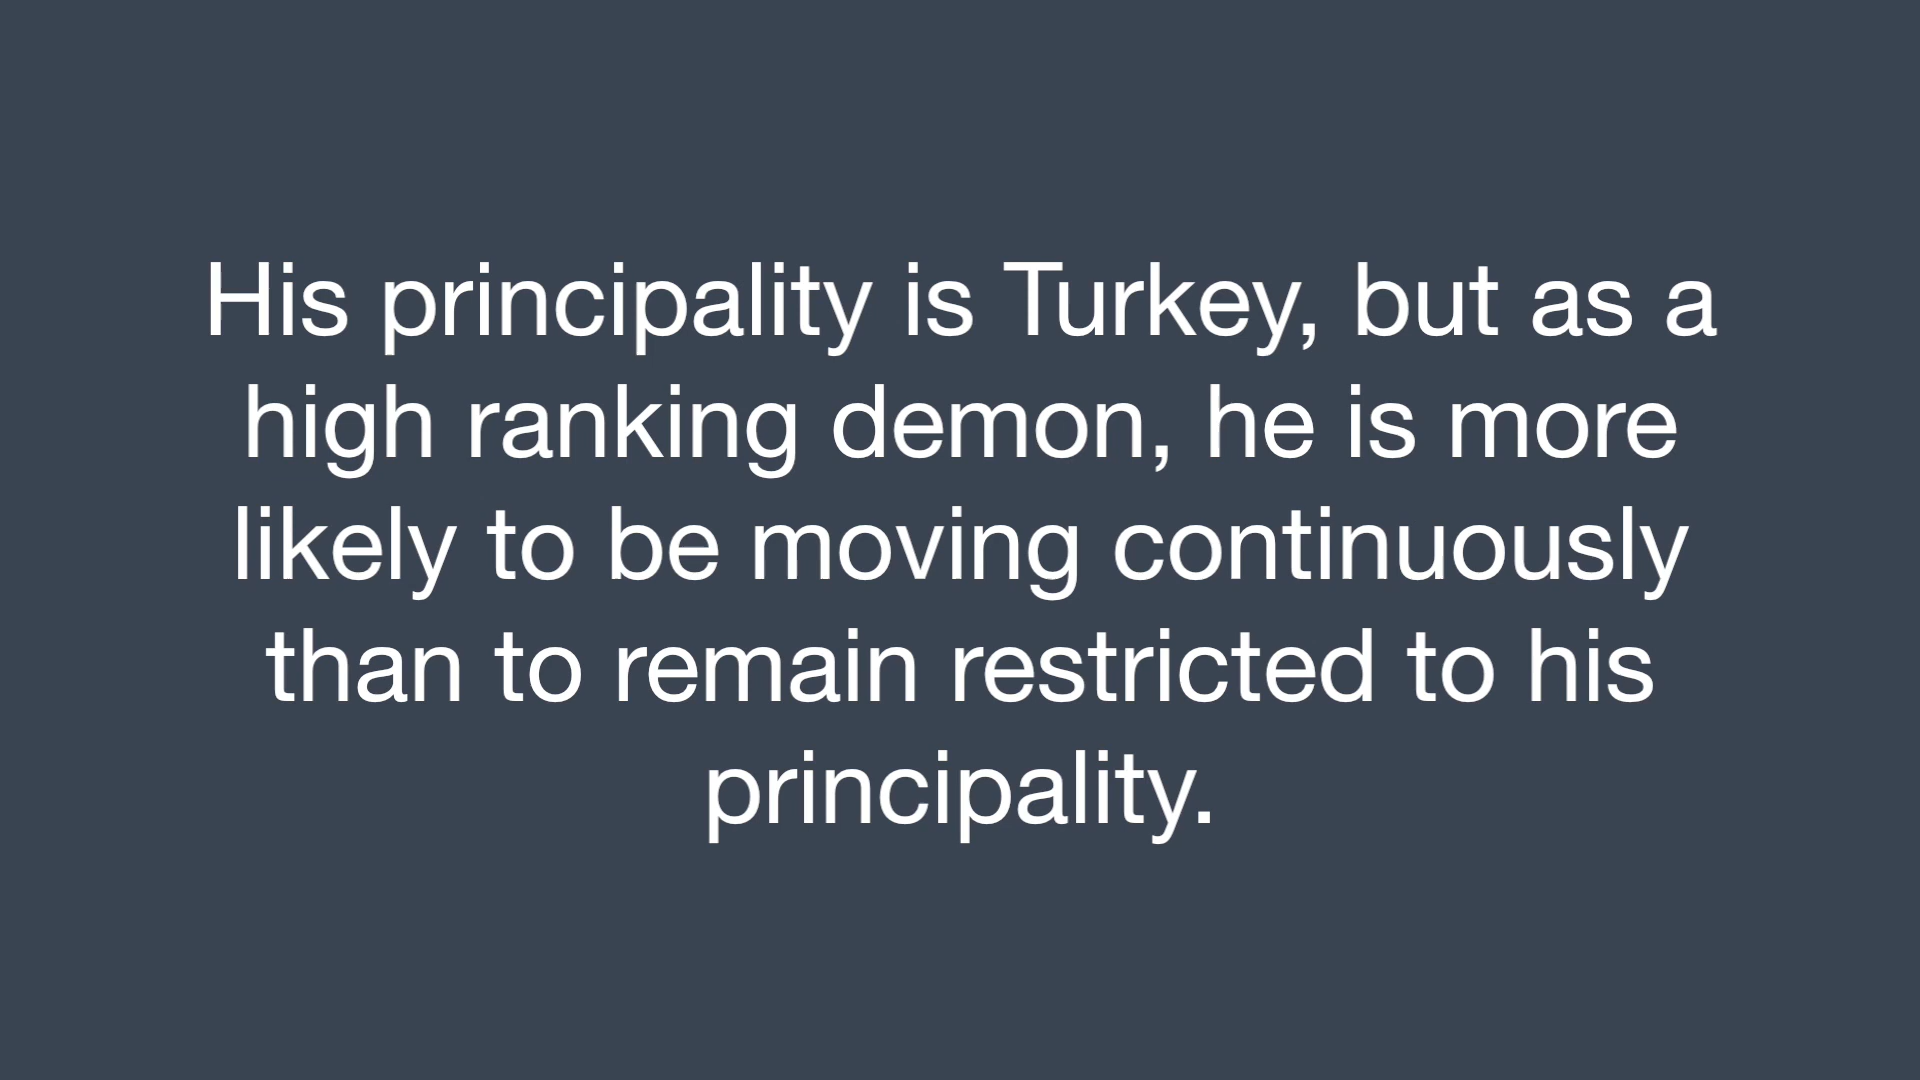 His principality is Turkey, but as a
high ranking demon, he is more
likely to be moving continuously
than to remain restricted to his
principality.